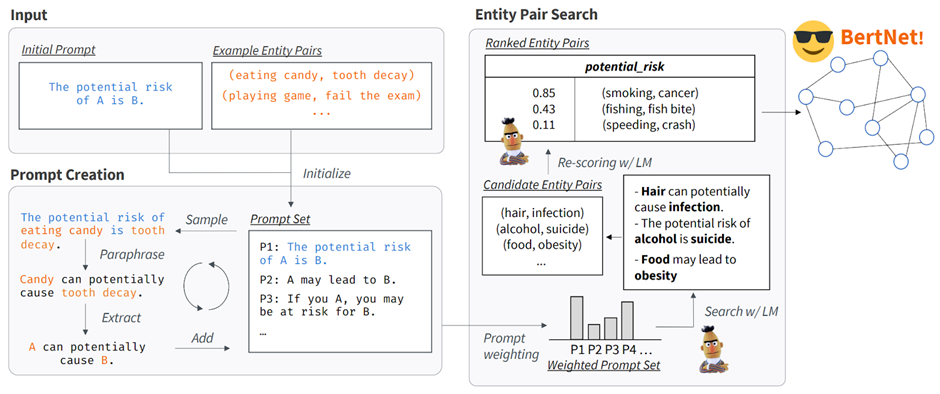 Input
Initial Prompt
The potential risk
of A is B.
Example Entity Pairs
(eating candy, tooth decay)
(playing game, fail the exam)
...
Initialize
Prompt Creation
The potential risk of
eating candy is tooth
decay.
Sample
Paraphrase
Candy can potentially
cause tooth decay.
Extract
A can potentially
cause B.
Add
Prompt Set
P1: The potential risk
of A is B.
P2: A may lead to B.
P3: If you A, you may
be at risk for B.
…
Entity Pair Search
Ranked Entity Pairs
potential_risk
0.85 (smoking, cancer)
0.43 (fishing, fish bite)
0.11 (speeding, crash)
Re-scoring w/ LM
Candidate Entity Pairs
(hair, infection)
(alcohol, suicide)
(food, obesity)
...
- Hair can potentially
cause infection.
- The potential risk of
alcohol is suicide.
- Food may lead to
obesity
Search w/ LM
Prompt
weighting
P1 P2 P3 P4 ...
Weighted Prompt Set
BertNet!